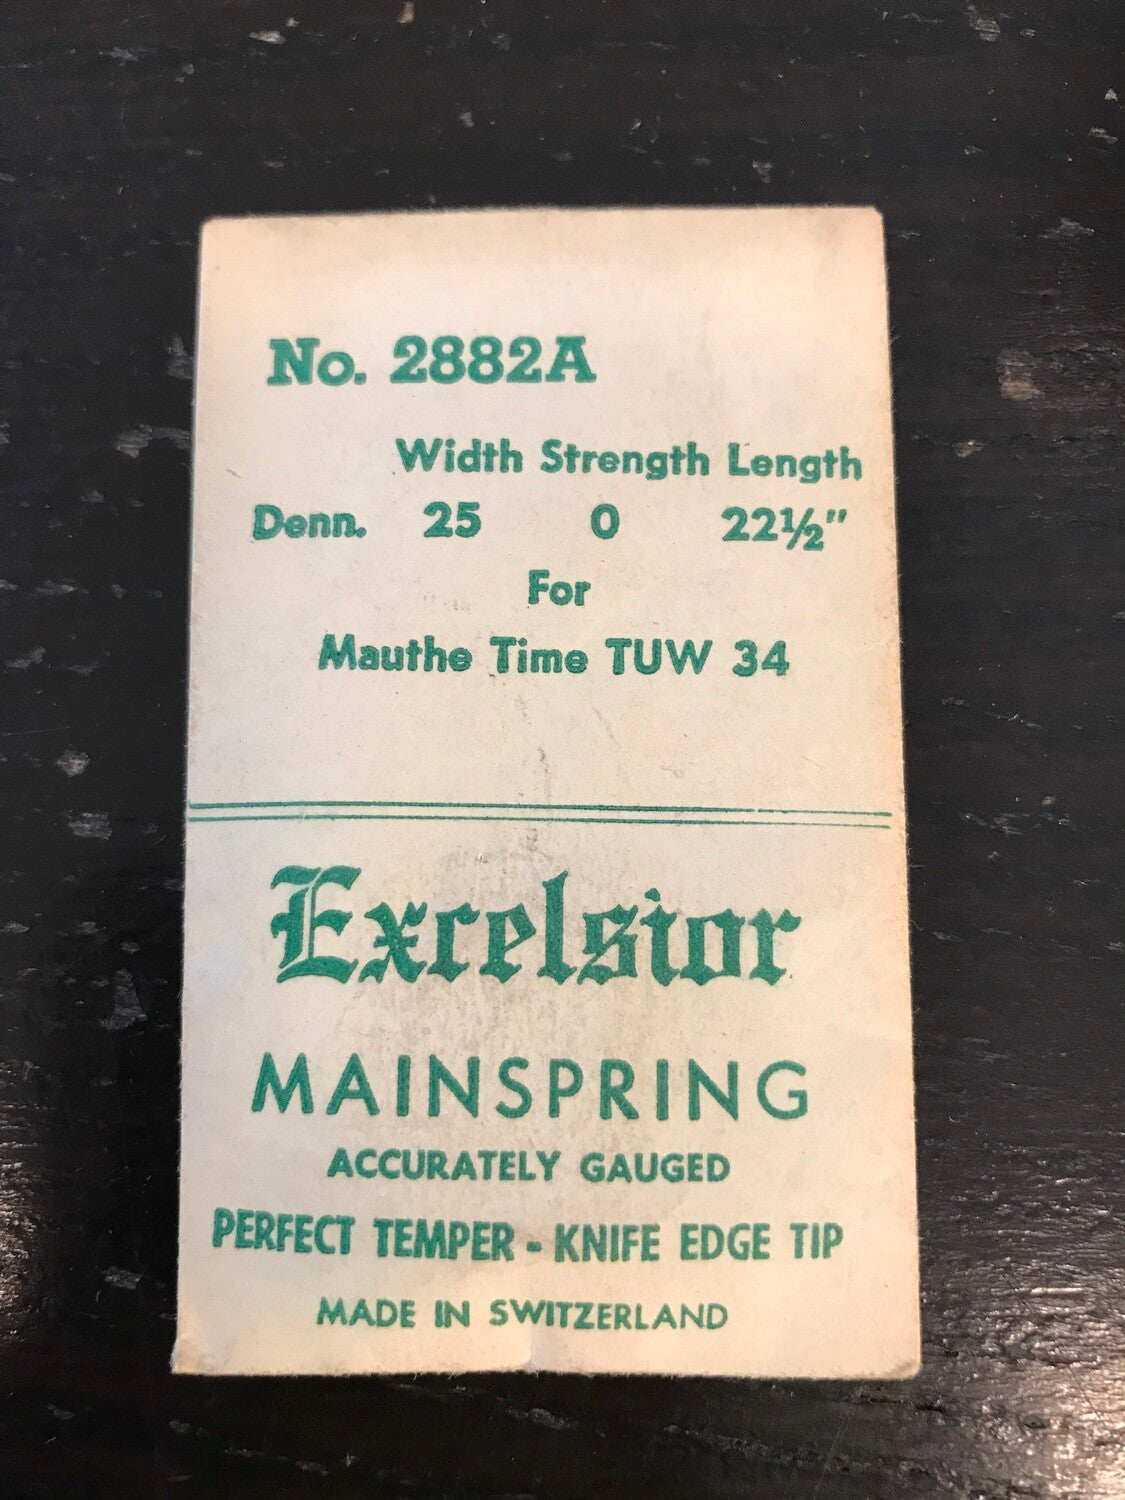 No. 2882A
Width Strength Length
Denn. 25 0 22½"
For
Mauthe Time TUW 34
Excelsior
MAINSPRING
ACCURATELY GAUGED
PERFECT TEMPER - KNIFE EDGE TIP
MADE IN SWITZERLAND